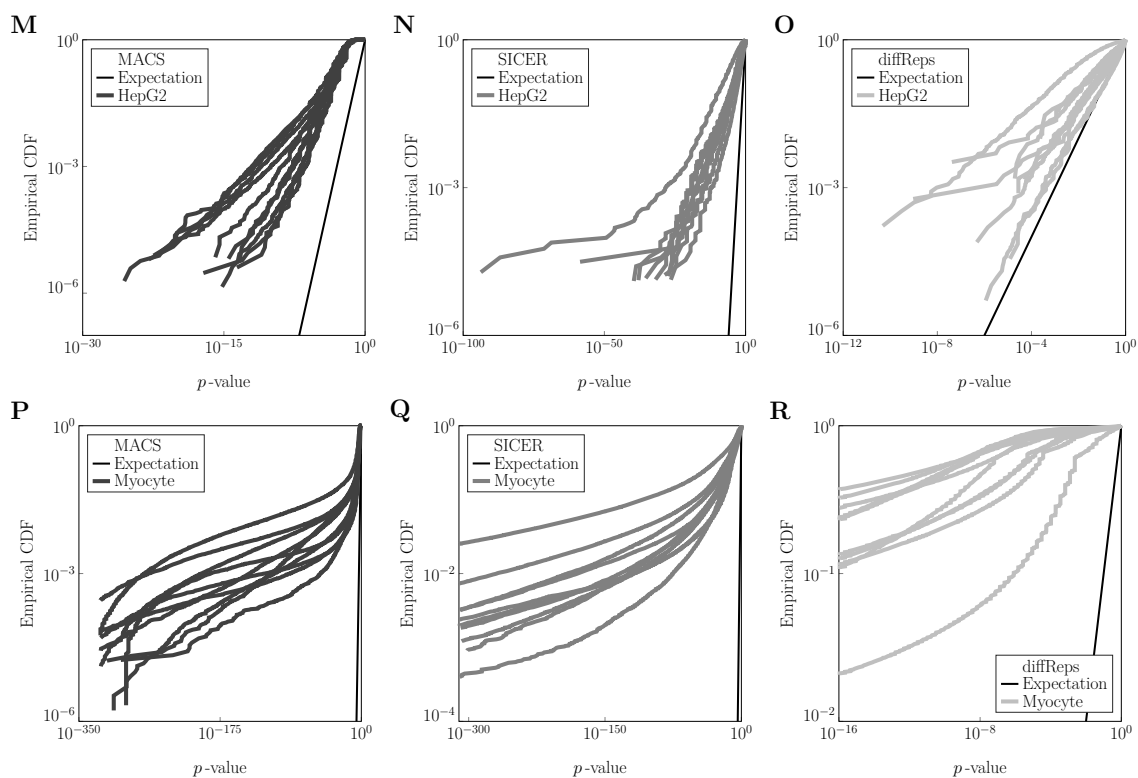 M
MACS
Expectation
HepG2
10^0
10^-3
10^-6
Empirical CDF
10^-30
10^-15
10^0
p-value
N
SICER
Expectation
HepG2
10^0
10^-3
10^-6
Empirical CDF
10^-100
10^-50
10^0
p-value
O
diffReps
Expectation
HepG2
10^0
10^-3
10^-6
Empirical CDF
10^-12
10^-8
10^-4
10^0
p-value
P
MACS
Expectation
Myocyte
10^0
10^-3
10^-6
Empirical CDF
10^-350
10^-175
10^0
p-value
Q
SICER
Expectation
Myocyte
10^0
10^-2
10^-4
Empirical CDF
10^-300
10^-150
10^0
p-value
R
diffReps
Expectation
Myocyte
10^0
10^-1
10^-2
Empirical CDF
10^-16
10^-8
10^0
p-value